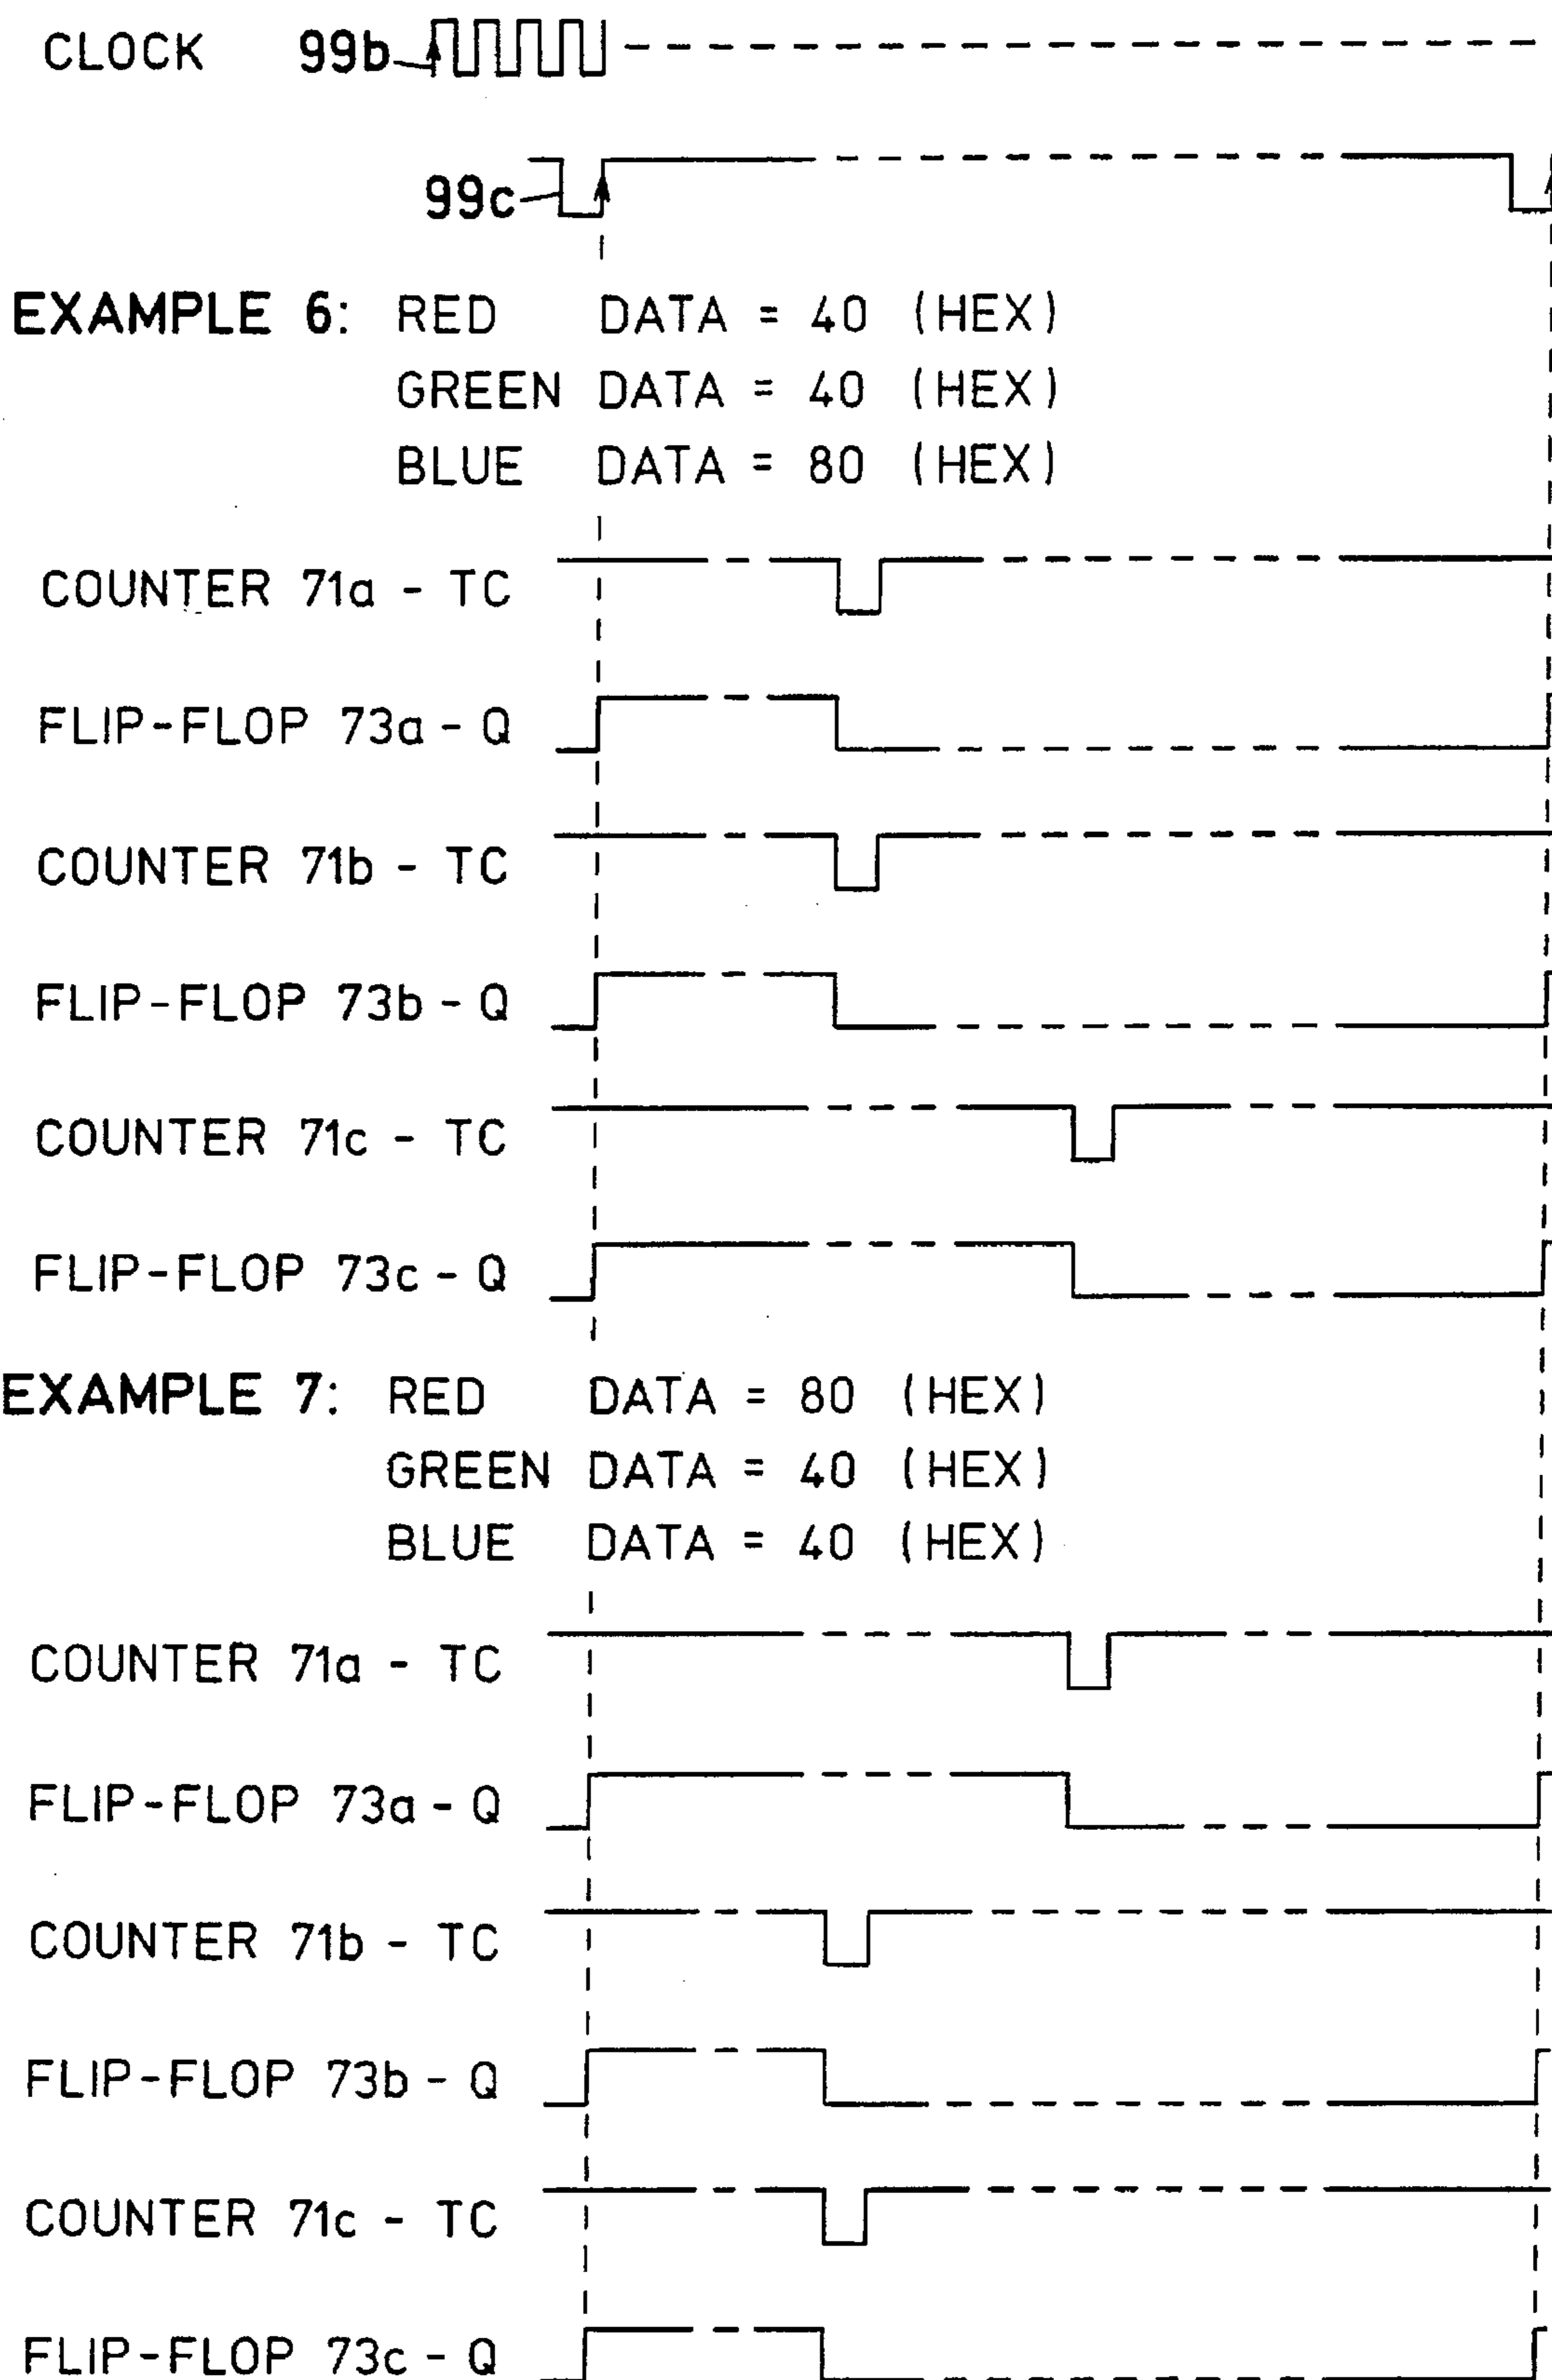 CLOCK 99b
99c
EXAMPLE 6: RED DATA = 40 (HEX)
GREEN DATA = 40 (HEX)
BLUE DATA = 80 (HEX)
COUNTER 71a - TC
FLIP-FLOP 73a - Q
COUNTER 71b - TC
FLIP-FLOP 73b - Q
COUNTER 71c - TC
FLIP-FLOP 73c - Q
EXAMPLE 7: RED DATA = 80 (HEX)
GREEN DATA = 40 (HEX)
BLUE DATA = 40 (HEX)
COUNTER 71a - TC
FLIP-FLOP 73a - Q
COUNTER 71b - TC
FLIP-FLOP 73b - Q
COUNTER 71c - TC
FLIP-FLOP 73c - Q